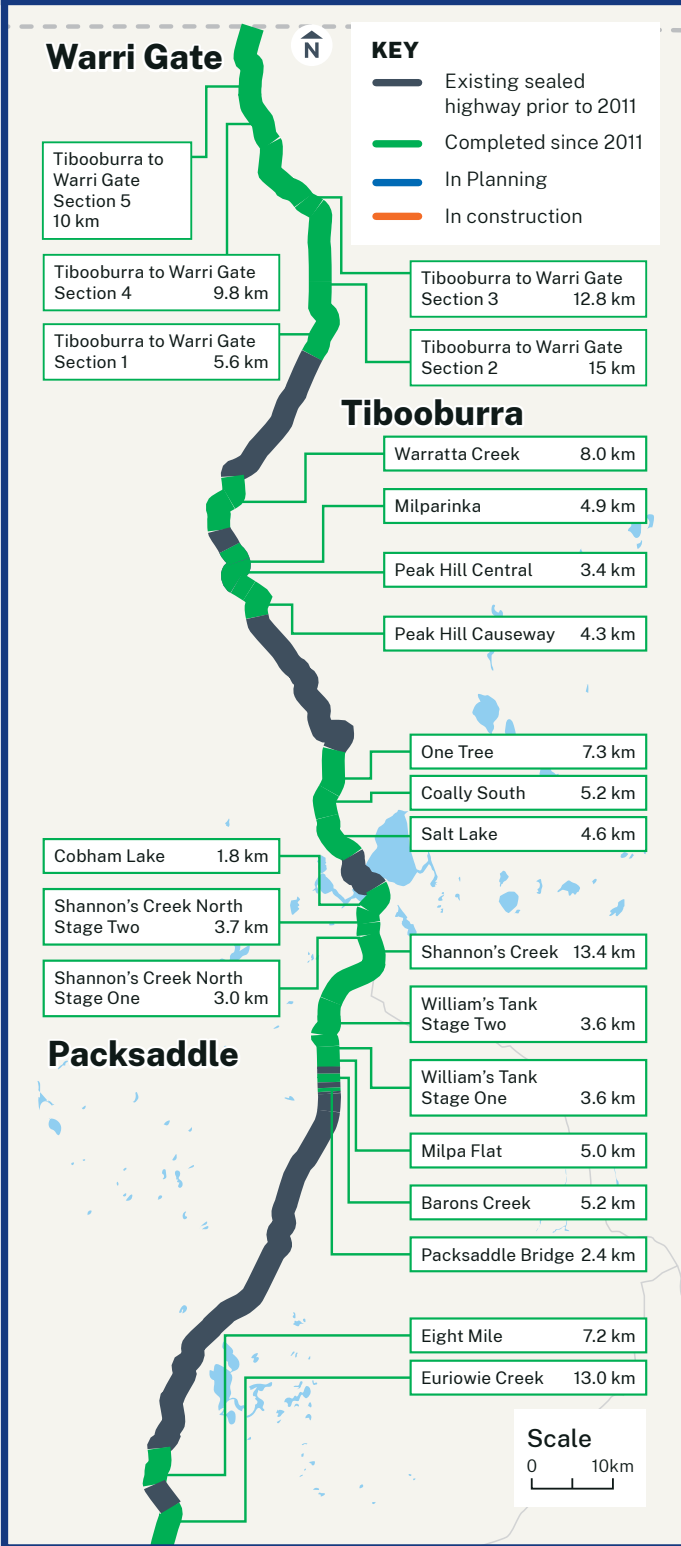 Warri Gate
N
KEY
Existing sealed
highway prior to 2011
Completed since 2011
In Planning
In construction
Tibooburra to
Warri Gate
Section 5
10 km
Tibooburra to Warri Gate
Section 4 9.8 km
Tibooburra to Warri Gate
Section 3 12.8 km
Tibooburra to Warri Gate
Section 1 5.6 km
Tibooburra to Warri Gate
Section 2 15 km
Tibooburra
Warratta Creek 8.0 km
Milparinka 4.9 km
Peak Hill Central 3.4 km
Peak Hill Causeway 4.3 km
One Tree 7.3 km
Coally South 5.2 km
Salt Lake 4.6 km
Cobham Lake 1.8 km
Shannon's Creek North
Stage Two 3.7 km
Shannon's Creek 13.4 km
Shannon's Creek North
Stage One 3.0 km
William's Tank
Stage Two 3.6 km
Packsaddle
William's Tank
Stage One 3.6 km
Milpa Flat 5.0 km
Barons Creek 5.2 km
Packsaddle Bridge 2.4 km
Eight Mile 7.2 km
Euriowie Creek 13.0 km
Scale
0 10km